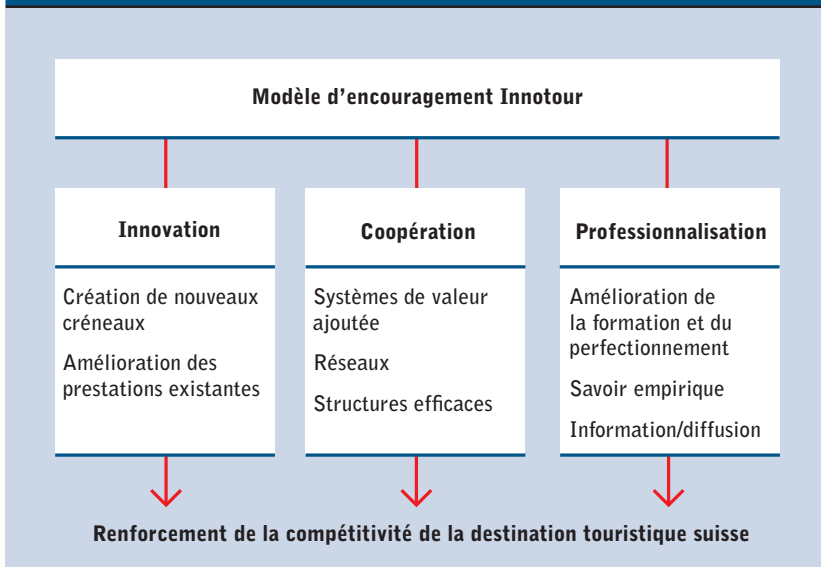 Modèle d'encouragement Innotour
Innovation
Création de nouveaux
créneaux
Amélioration des
prestations existantes
Coopération
Systèmes de valeur
ajoutée
Réseaux
Structures efficaces
Professionnalisation
Amélioration de
la formation et du
perfectionnement
Savoir empirique
Information/diffusion
Renforcement de la compétitivité de la destination touristique suisse